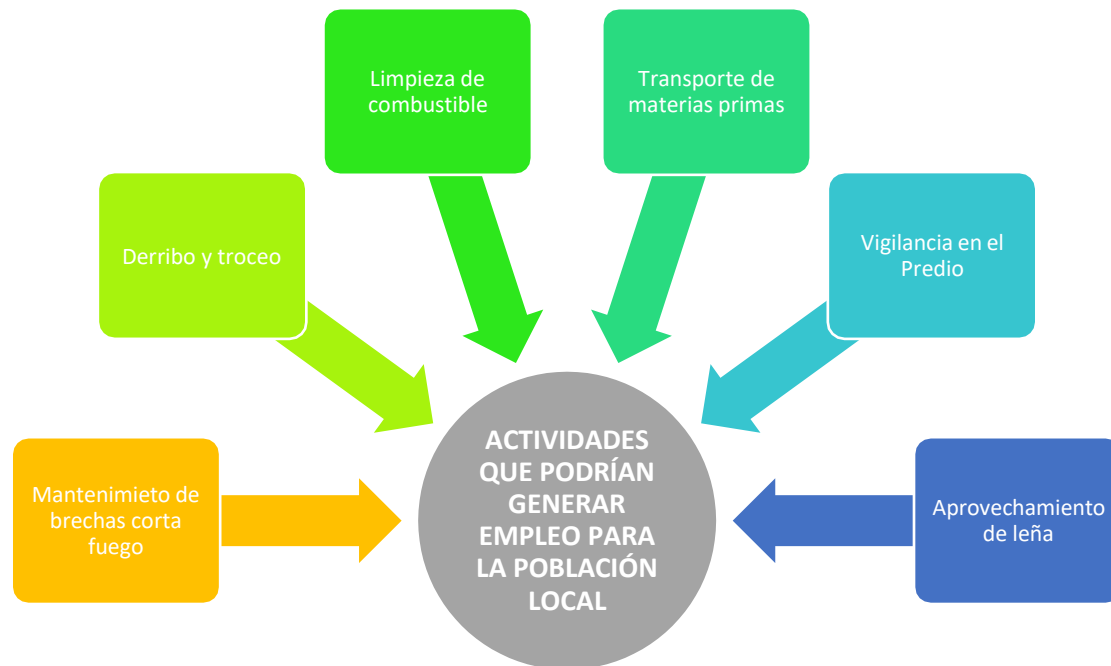 Limpieza de
combustible
Transporte de
materias primas
Derribo y troceo
Vigilancia en el
Predio
Mantenimieto de
brechas corta
fuego
ACTIVIDADES
QUE PODRÍAN
GENERAR
EMPLEO PARA
LA POBLACIÓN
LOCAL
Aprovechamiento
de leña